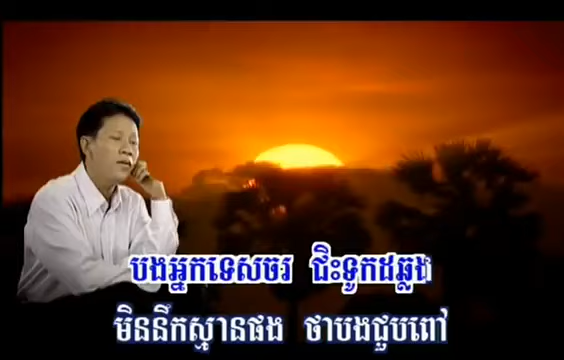 បងអ្នកទេសចរ ជិះទូកដឆ្លង
មិននឹកស្មានផង ថាបងជួបពៅ